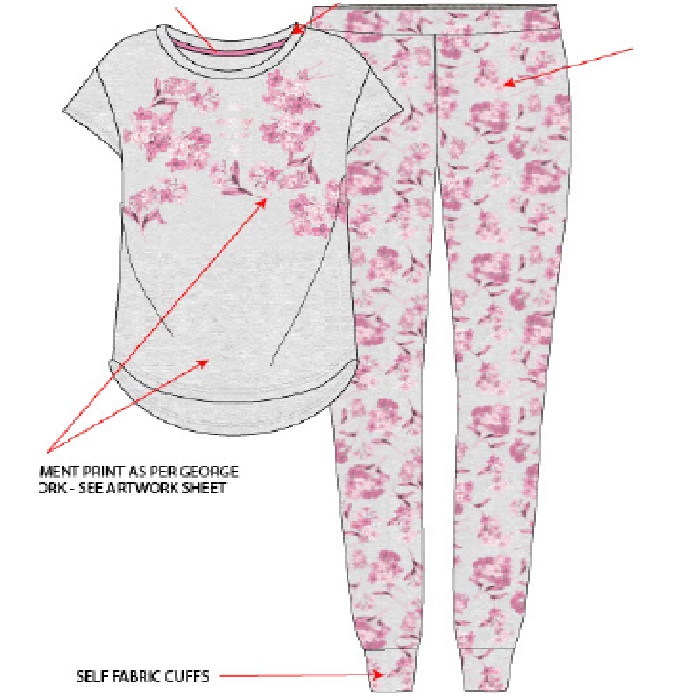 MENT PRINT AS PER GEORGE
ORK - SEE ARTWORK SHEET
SELF FABRIC CUFFS